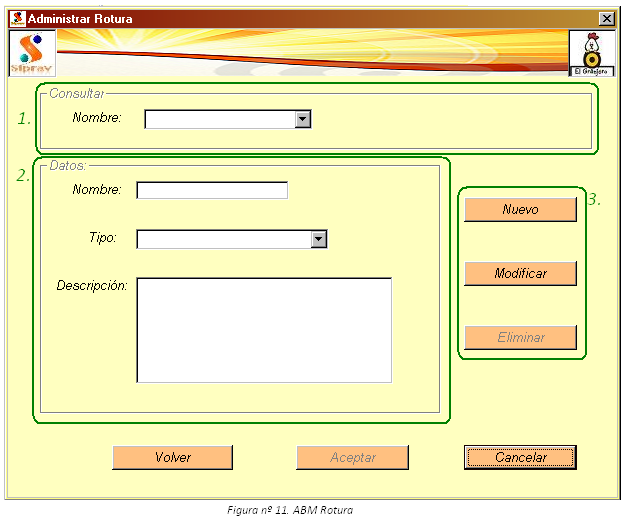 Administrar Rotura
Siprav
El Granjero
Consultar
1.
Nombre:
2.
Datos:
3.
Nombre:
Nuevo
Tipo:
Modificar
Descripción:
Eliminar
Volver
Aceptar
Cancelar
Figura nº 11. ABM Rotura